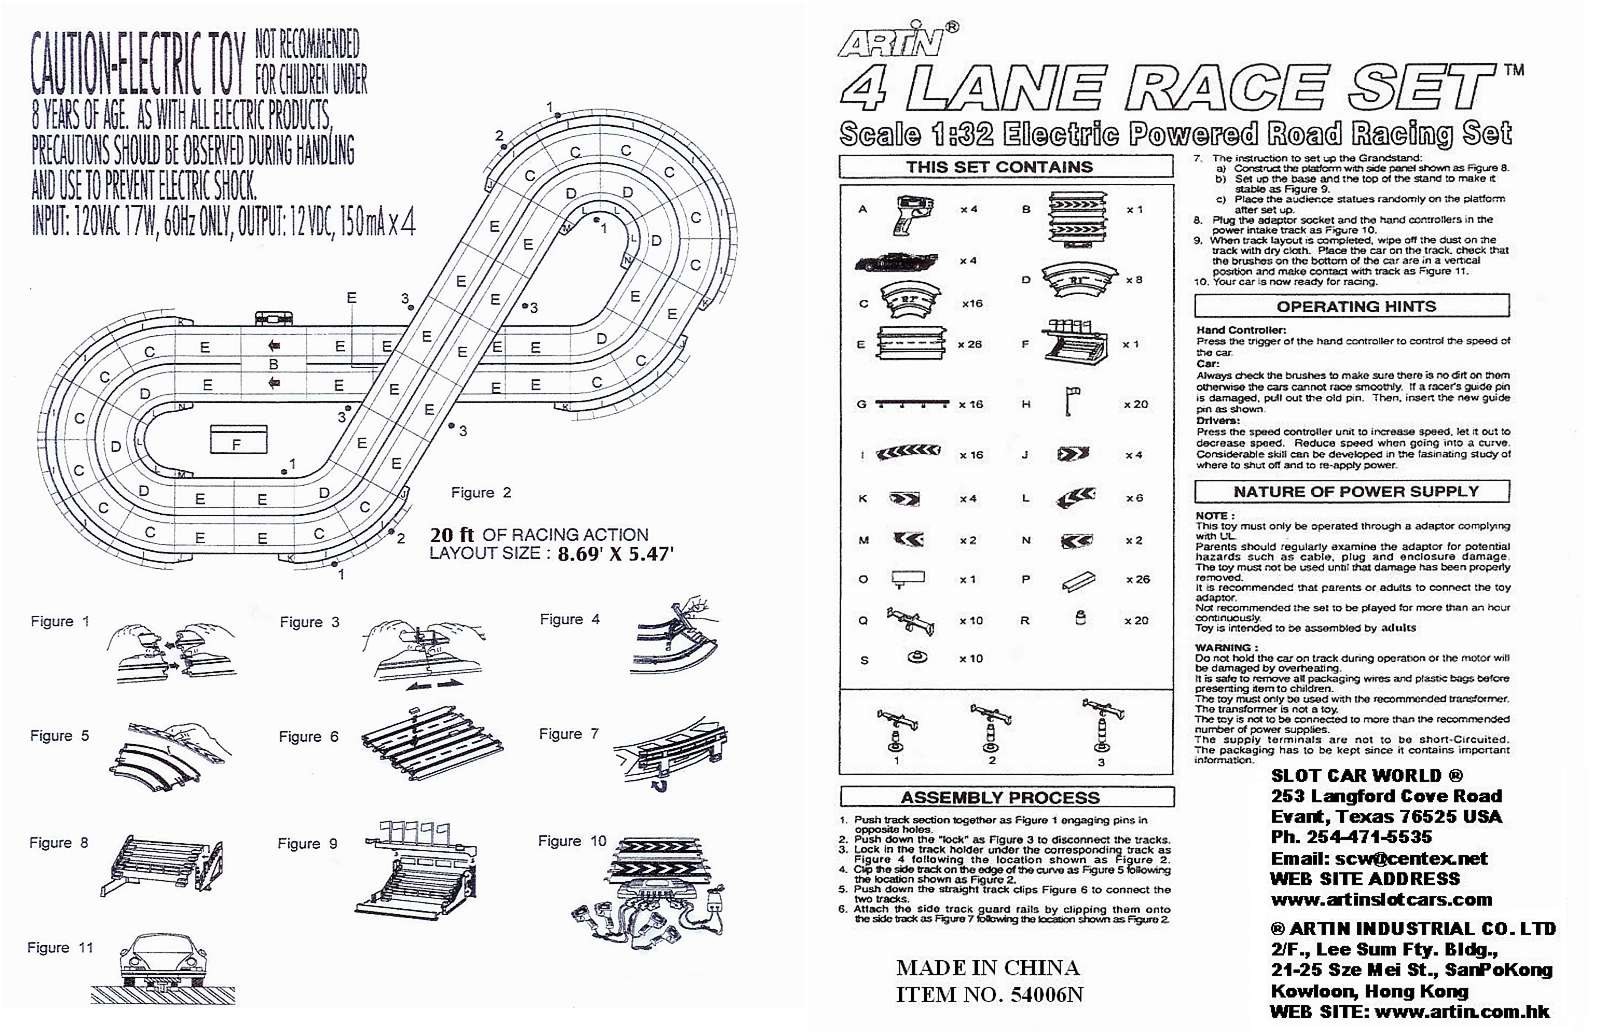 CAUTION-ELECTRIC TOY NOT RECOMMENDED
FOR CHILDREN UNDER
8 YEARS OF AGE. AS WITH ALL ELECTRIC PRODUCTS,
PRECAUTIONS SHOULD BE OBSERVED DURING HANDLING
AND USE TO PREVENT ELECTRIC SHOCK.
INPUT: 120VAC 17W, 60Hz ONLY, OUTPUT: 12 VDC, 150mA x 4
Figure 2
20 ft OF RACING ACTION
LAYOUT SIZE : 8.69' X 5.47'
Figure 1
Figure 3
Figure 4
Figure 5
Figure 6
Figure 7
Figure 8
Figure 9
Figure 10
Figure 11
ARTIN®
4 LANE RACE SET™
Scale 1:32 Electric Powered Road Racing Set
THIS SET CONTAINS
A x 4 B x 1
x 4
C x16 D x 8
E x 26 F x 1
G x 16 H x 20
I x 16 J x 4
K x 4 L x 6
M x 2 N x 2
O x 1 P x 26
Q x 10 R x 20
S x 10
1 2 3
ASSEMBLY PROCESS
1. Push track section together as Figure 1 engaging pins in
opposite holes.
2. Push down the "lock" as Figure 3 to disconnect the tracks.
3. Lock in the track holder under the corresponding track as
Figure 4 following the location shown as Figure 2.
4. Clip the side track on the edge of the curve as Figure 5 following
the location shown as Figure 2.
5. Push down the straight track clips Figure 6 to connect the
two tracks.
6. Attach the side track guard rails by clipping them onto
the side track as Figure 7 following the location shown as Figure 2.
MADE IN CHINA
ITEM NO. 54006N
7. The instruction to set up the Grandstand:
a) Construct the platform with side panel shown as Figure 8.
b) Set up the base and the top of the stand to make it
stable as Figure 9.
c) Place the audience statues randomly on the platform
after set up.
8. Plug the adaptor socket and the hand controllers in the
power intake track as Figure 10.
9. When track layout is completed, wipe off the dust on the
track with dry cloth. Place the car on the track, check that
the brushes on the bottom of the car are in a vertical
position and make contact with track as Figure 11.
10. Your car is now ready for racing.
OPERATING HINTS
Hand Controller:
Press the trigger of the hand controller to control the speed of
the car.
Car:
Always check the brushes to make sure there is no dirt on them
otherwise the cars cannot race smoothly. If a racer's guide pin
is damaged, pull out the old pin. Then, insert the new guide
pin as shown.
Drivers:
Press the speed controller unit to increase speed, let it out to
decrease speed. Reduce speed when going into a curve.
Considerable skill can be developed in the fasinating study of
where to shut off and to re-apply power.
NATURE OF POWER SUPPLY
NOTE :
This toy must only be operated through a adaptor complying
with UL.
Parents should regularly examine the adaptor for potential
hazards such as cable, plug and enclosure damage.
The toy must not be used until that damage has been properly
removed.
It is recommended that parents or adults to connect the toy
adaptor.
Not recommended the set to be played for more than an hour
continuously.
Toy is intended to be assembled by adults
WARNING :
Do not hold the car on track during operation or the motor will
be damaged by overheating.
It is safe to remove all packaging wires and plastic bags before
presenting item to children.
The toy must only be used with the recommended transformer.
The transformer is not a toy.
The toy is not to be connected to more than the recommended
number of power supplies.
The supply terminals are not to be short-Circuited.
The packaging has to be kept since it contains important
information.
SLOT CAR WORLD ®
253 Langford Cove Road
Evant, Texas 76525 USA
Ph. 254-471-5535
Email: scw@centex.net
WEB SITE ADDRESS
www.artinslotcars.com
® ARTIN INDUSTRIAL CO. LTD
2/F., Lee Sum Fty. Bldg.,
21-25 Sze Mei St., SanPoKong
Kowloon, Hong Kong
WEB SITE: www.artin.com.hk